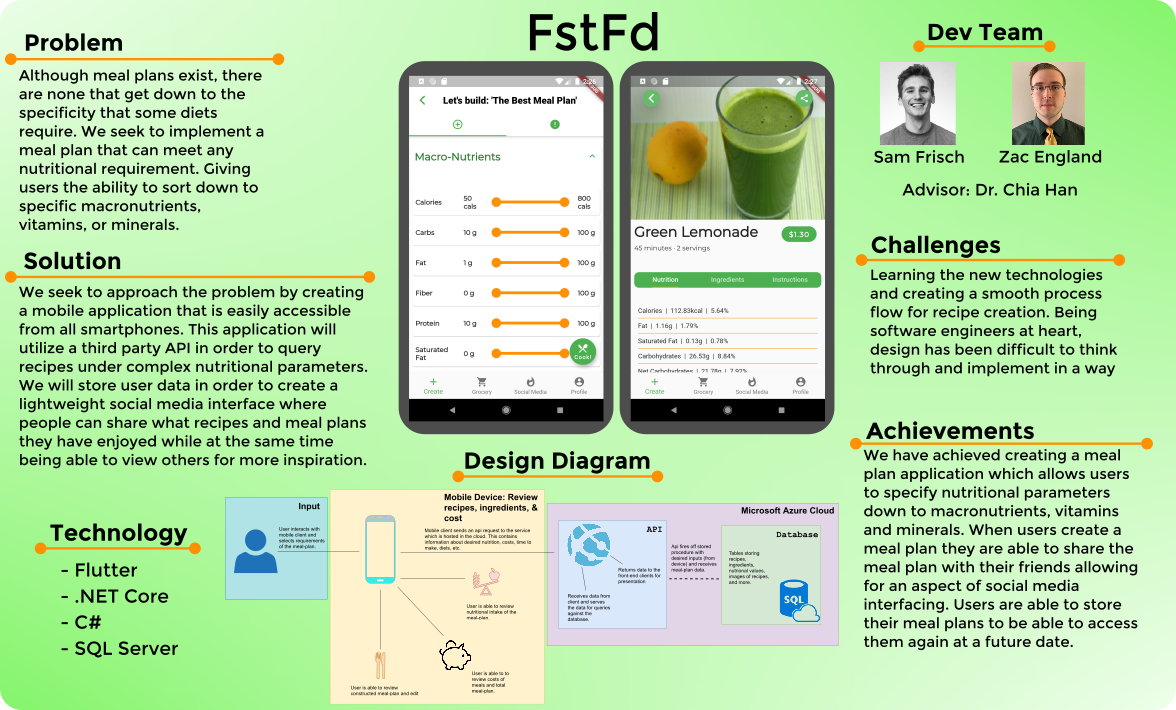 FstFd
Problem
Although meal plans exist, there
are none that get down to the
specificity that some diets
require. We seek to implement a
meal plan that can meet any
nutritional requirement. Giving
users the ability to sort down to
specific macronutrients,
vitamins, or minerals.
Solution
We seek to approach the problem by creating
a mobile application that is easily accessible
from all smartphones. This application will
utilize a third party API in order to query
recipes under complex nutritional parameters.
We will store user data in order to create a
lightweight social media interface where
people can share what recipes and meal plans
they have enjoyed while at the same time
being able to view others for more inspiration.
Technology
- Flutter
- .NET Core
- C#
- SQL Server
2:26
Let's build: 'The Best Meal Plan'
Macro-Nutrients
Calories 50 cals 800 cals
Carbs 10 g 100 g
Fat 1 g 100 g
Fiber 0 g 100 g
Protein 10 g 100 g
Saturated Fat 0 g
Cook!
Create Grocery Social Media Profile
2:27
Green Lemonade
$1.30
45 minutes · 2 servings
Nutrition Ingredients Instructions
Calories | 112.83kcal | 5.64%
Fat | 1.16g | 1.79%
Saturated Fat | 0.13g | 0.78%
Carbohydrates | 26.53g | 8.84%
Net Carbohydrates | 21.78g | 7.92%
Create Grocery Social Media Profile
Design Diagram
Input
User interacts with
mobile client and
selects requirements
of the meal-plan.
Mobile Device: Review
recipes, ingredients, &
cost
Mobile client sends an api request to the service
which is hosted in the cloud. This contains
information about desired nutrition, costs, time to
make, diets, etc.
User is able to review
nutritional intake of the
meal-plan.
User is able to review
constructed meal-plan and edit
User is able to to
review costs of
meals and total
meal-plan.
Microsoft Azure Cloud
API
Returns data to the
front-end clients for
presentation
Receives data from
client and serves
the data for queries
against the
database.
Api fires off stored
procedure with
desired inputs (from
device) and receives
meal-plan data.
Database
Tables storing
recipes,
ingredients,
nutritional values,
images of recipes,
and more.
SQL
Dev Team
Sam Frisch Zac England
Advisor: Dr. Chia Han
Challenges
Learning the new technologies
and creating a smooth process
flow for recipe creation. Being
software engineers at heart,
design has been difficult to think
through and implement in a way
Achievements
We have achieved creating a meal
plan application which allows users
to specify nutritional parameters
down to macronutrients, vitamins
and minerals. When users create a
meal plan they are able to share the
meal plan with their friends allowing
for an aspect of social media
interfacing. Users are able to store
their meal plans to be able to access
them again at a future date.